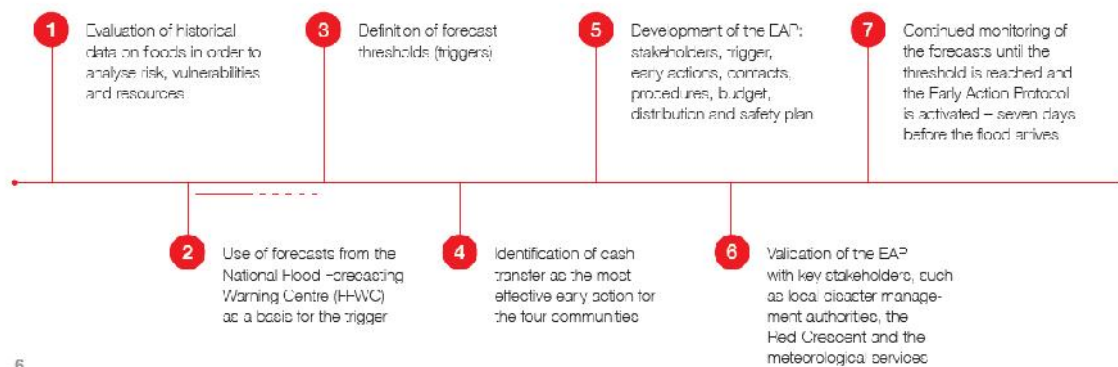 1
Evaluation of historical
data on floods in order to
analyse risk, vulnerabilities
and resources
3
Definition of forecast
thresholds (triggers)
5
Development of the EAP:
stakeholders, trigger,
early actions, contacts,
procedures, budget,
distribution and safety plan
7
Continued monitoring of
the forecasts until the
threshold is reached and
the Early Action Protocol
is activated – seven days
before the flood arrives
2
Use of forecasts from the
National Flood Forecasting
Warning Centre (FFWC)
as a basis for the trigger
4
Identification of cash
transfer as the most
effective early action for
the four communities
6
Validation of the EAP
with key stakeholders, such
as local disaster manage-
ment authorities, the
Red Crescent and the
meteorological services
6